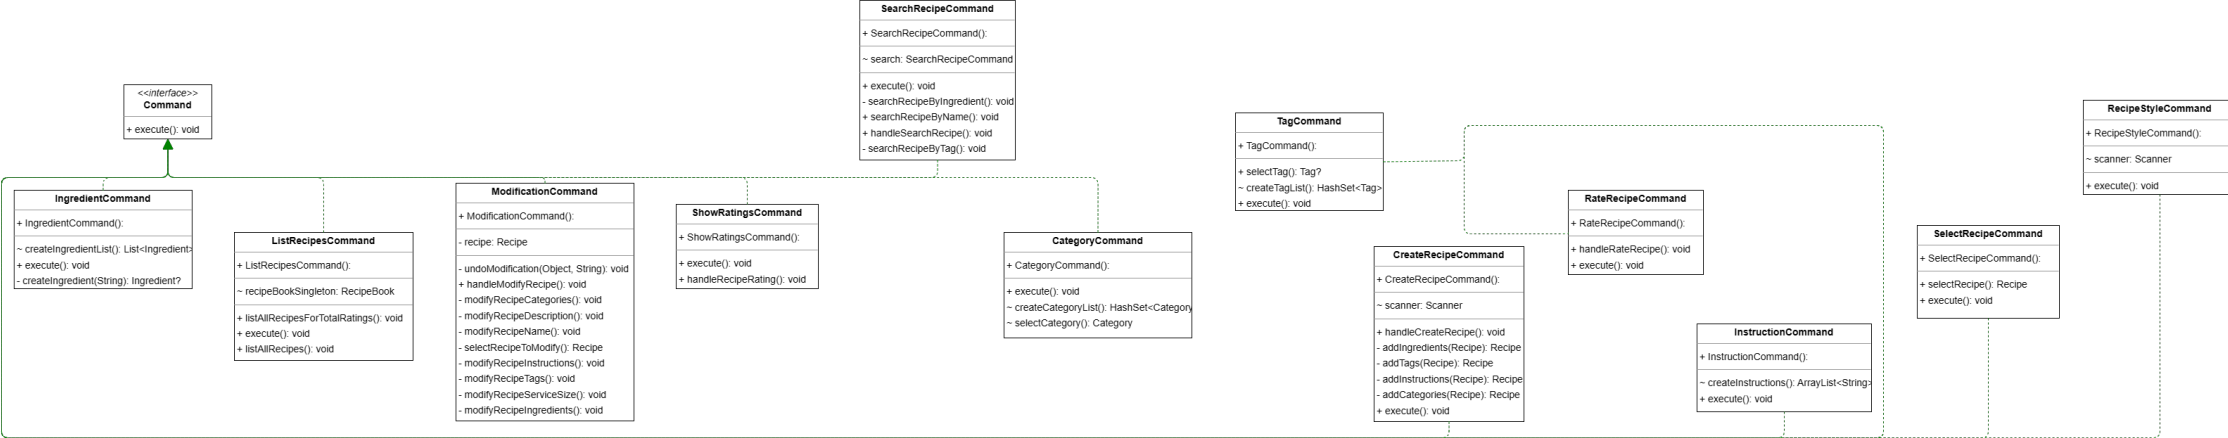 <<interface>>
Command
+ execute(): void
IngredientCommand
+ IngredientCommand():
~ createIngredientList(): List<Ingredient>
+ execute(): void
- createIngredient(String): Ingredient?
ListRecipesCommand
+ ListRecipesCommand():
~ recipeBookSingleton: RecipeBook
+ listAllRecipesForTotalRatings(): void
+ execute(): void
+ listAllRecipes(): void
ModificationCommand
+ ModificationCommand():
- recipe: Recipe
- undoModification(Object, String): void
+ handleModifyRecipe(): void
- modifyRecipeCategories(): void
- modifyRecipeDescription(): void
- modifyRecipeName(): void
- selectRecipeToModify(): Recipe
- modifyRecipeInstructions(): void
- modifyRecipeTags(): void
- modifyRecipeServiceSize(): void
- modifyRecipeIngredients(): void
ShowRatingsCommand
+ ShowRatingsCommand():
+ execute(): void
+ handleRecipeRating(): void
SearchRecipeCommand
+ SearchRecipeCommand():
~ search: SearchRecipeCommand
+ execute(): void
- searchRecipeByIngredient(): void
+ searchRecipeByName(): void
+ handleSearchRecipe(): void
- searchRecipeByTag(): void
CategoryCommand
+ CategoryCommand():
+ execute(): void
~ createCategoryList(): HashSet<Category
~ selectCategory(): Category
TagCommand
+ TagCommand():
+ selectTag(): Tag?
~ createTagList(): HashSet<Tag>
+ execute(): void
CreateRecipeCommand
+ CreateRecipeCommand():
~ scanner: Scanner
+ handleCreateRecipe(): void
- addIngredients(Recipe): Recipe
- addTags(Recipe): Recipe
- addInstructions(Recipe): Recipe
- addCategories(Recipe): Recipe
+ execute(): void
RateRecipeCommand
+ RateRecipeCommand():
+ handleRateRecipe(): void
+ execute(): void
InstructionCommand
+ InstructionCommand():
~ createInstructions(): ArrayList<String>
+ execute(): void
SelectRecipeCommand
+ SelectRecipeCommand():
+ selectRecipe(): Recipe
+ execute(): void
RecipeStyleCommand
+ RecipeStyleCommand():
~ scanner: Scanner
+ execute(): void